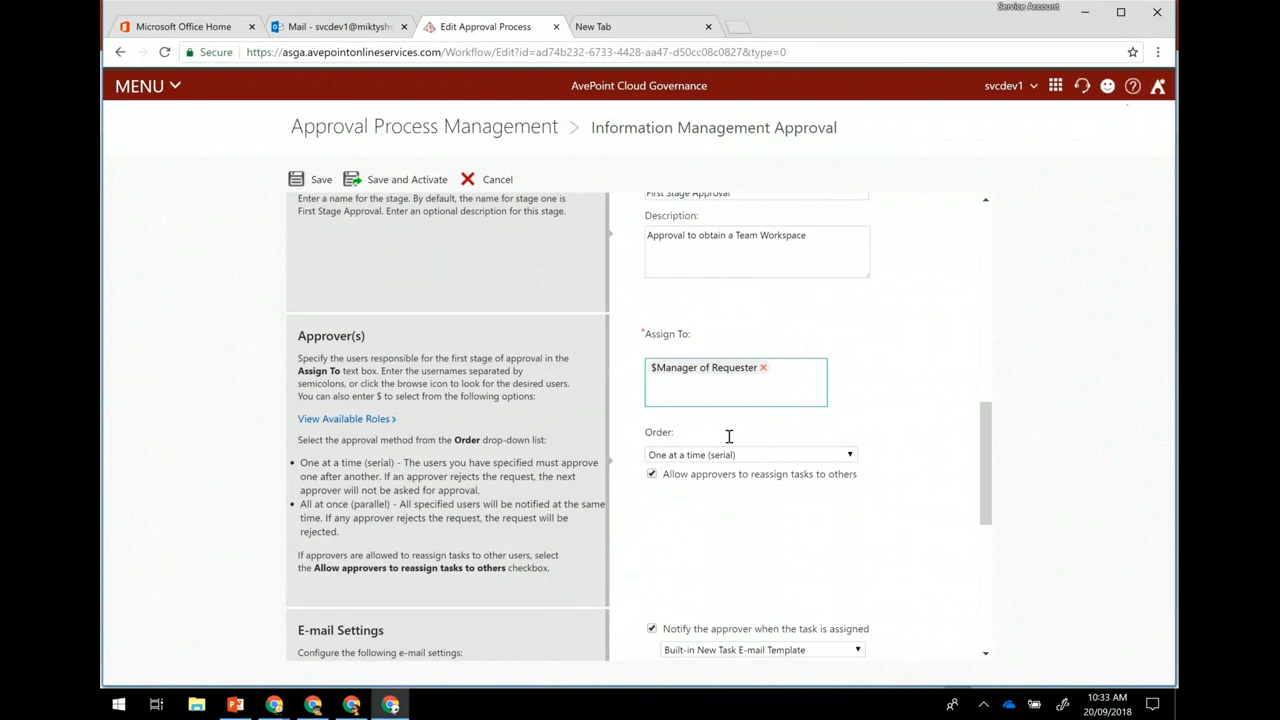 Service Account
Microsoft Office Home
Mail - svcdev1@miktysh
Edit Approval Process
New Tab
Secure
https://asga.avepointonlineservices.com/Workflow/Edit?id=ad74b232-6733-4428-aa47-d50cc08c0827&type=0
MENU
AvePoint Cloud Governance
svcdev1
Approval Process Management > Information Management Approval
Save
Save and Activate
Cancel
Enter a name for the stage. By default, the name for stage one is
First Stage Approval. Enter an optional description for this stage.
First Stage Approval
Description:
Approval to obtain a Team Workspace
Approver(s)
Specify the users responsible for the first stage of approval in the
Assign To text box. Enter the usernames separated by
semicolons, or click the browse icon to look for the desired users.
You can also enter $ to select from the following options:
View Available Roles >
Select the approval method from the Order drop-down list:
• One at a time (serial) - The users you have specified must approve
one after another. If an approver rejects the request, the next
approver will not be asked for approval.
• All at once (parallel) - All specified users will be notified at the same
time. If any approver rejects the request, the request will be
rejected.
If approvers are allowed to reassign tasks to other users, select
the Allow approvers to reassign tasks to others checkbox.
*Assign To:
$Manager of Requester
Order:
One at a time (serial)
Allow approvers to reassign tasks to others
E-mail Settings
Configure the following e-mail settings:
Notify the approver when the task is assigned
Built-in New Task E-mail Template
10:33 AM
20/09/2018